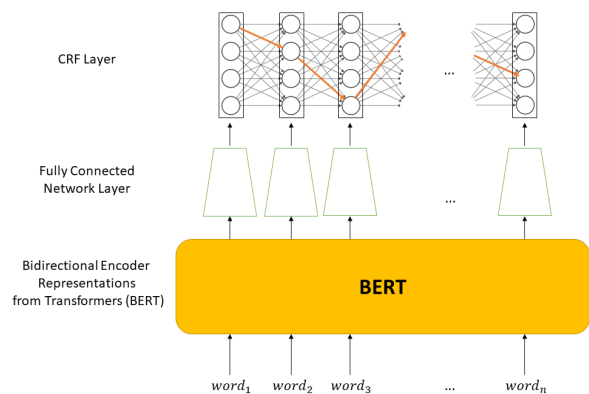 CRF Layer
...
Fully Connected
Network Layer
...
Bidirectional Encoder
Representations
from Transformers (BERT)
BERT
word₁ word₂ word₃ ... wordₙ